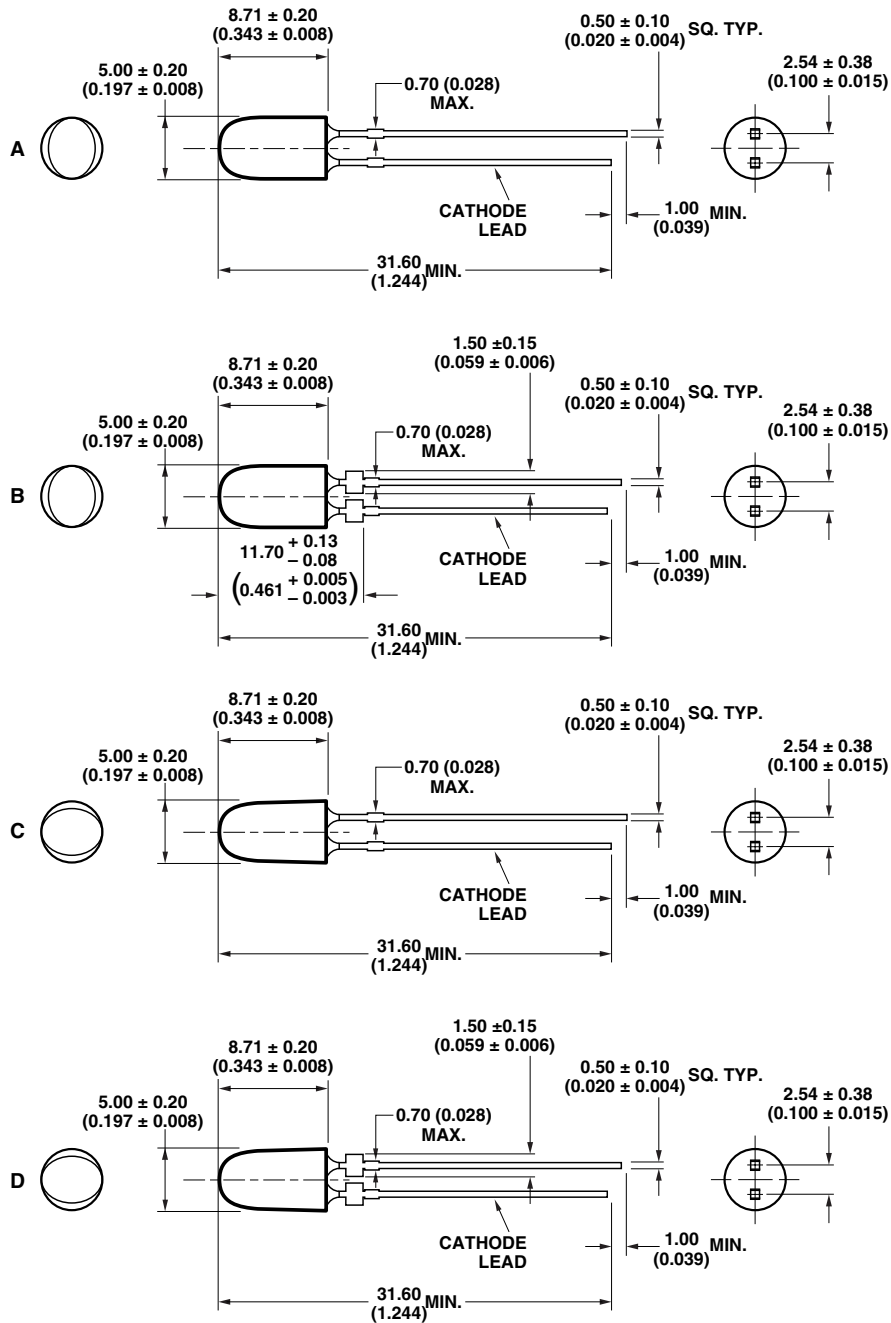 8.71 ± 0.20
(0.343 ± 0.008)
0.50 ± 0.10
(0.020 ± 0.004) SQ. TYP.
5.00 ± 0.20
(0.197 ± 0.008)
0.70 (0.028)
MAX.
2.54 ± 0.38
(0.100 ± 0.015)
A
CATHODE
LEAD
1.00
(0.039) MIN.
31.60
(1.244) MIN.
8.71 ± 0.20
(0.343 ± 0.008)
1.50 ±0.15
(0.059 ± 0.006)
0.50 ± 0.10
(0.020 ± 0.004) SQ. TYP.
5.00 ± 0.20
(0.197 ± 0.008)
0.70 (0.028)
MAX.
2.54 ± 0.38
(0.100 ± 0.015)
B
11.70 + 0.13
– 0.08
(0.461 + 0.005
– 0.003)
CATHODE
LEAD
1.00
(0.039) MIN.
31.60
(1.244) MIN.
8.71 ± 0.20
(0.343 ± 0.008)
0.50 ± 0.10
(0.020 ± 0.004) SQ. TYP.
5.00 ± 0.20
(0.197 ± 0.008)
0.70 (0.028)
MAX.
2.54 ± 0.38
(0.100 ± 0.015)
C
CATHODE
LEAD
1.00
(0.039) MIN.
31.60
(1.244) MIN.
8.71 ± 0.20
(0.343 ± 0.008)
1.50 ±0.15
(0.059 ± 0.006)
0.50 ± 0.10
(0.020 ± 0.004) SQ. TYP.
5.00 ± 0.20
(0.197 ± 0.008)
0.70 (0.028)
MAX.
2.54 ± 0.38
(0.100 ± 0.015)
D
CATHODE
LEAD
1.00
(0.039) MIN.
31.60
(1.244) MIN.